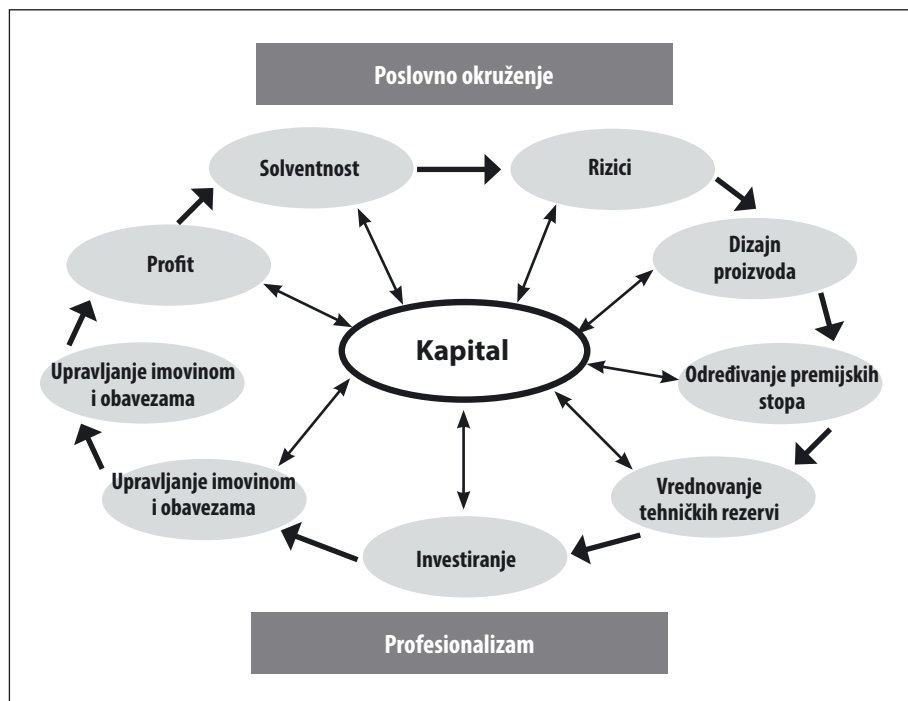 Poslovno okruženje
Solventnost
Rizici
Profit
Dizajn
proizvoda
Kapital
Upravljanje imovinom
i obavezama
Određivanje premijskih
stopa
Upravljanje imovinom
i obavezama
Vrednovanje
tehničkih rezervi
Investiranje
Profesionalizam